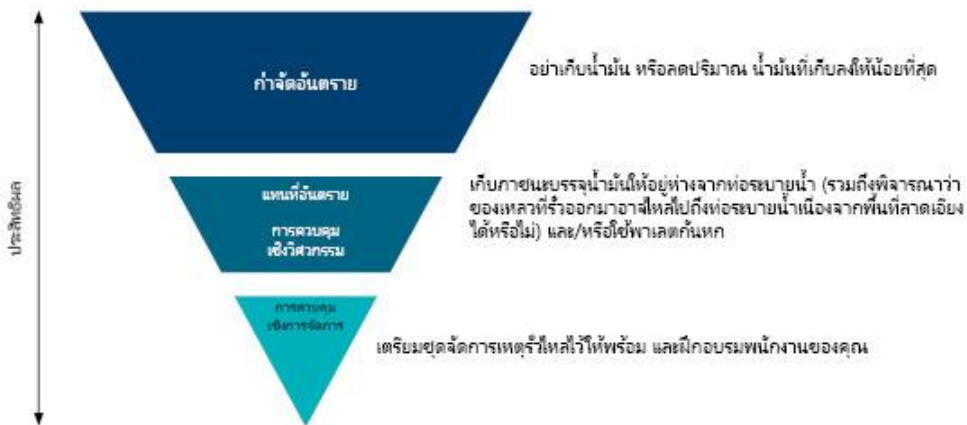 ประสิทธิผล
กำจัดอันตราย
อย่าเก็บน้ำมัน หรือลดปริมาณ น้ำมันที่เก็บลงให้น้อยที่สุด
แทนที่อันตราย
การควบคุม
เชิงวิศวกรรม
เก็บภาชนะบรรจุน้ำมันให้อยู่ห่างจากท่อระบายน้ำ (รวมถึงพิจารณาว่า
ของเหลวที่รั่วออกมาอาจไหลไปถึงท่อระบายน้ำเนื่องจากพื้นที่ลาดเอียง
ได้หรือไม่) และ/หรือใช้พาเลตกันหก
การควบคุม
เชิงการจัดการ
เตรียมชุดจัดการเหตุรั่วไหลไว้ให้พร้อม และฝึกอบรมพนักงานของคุณ